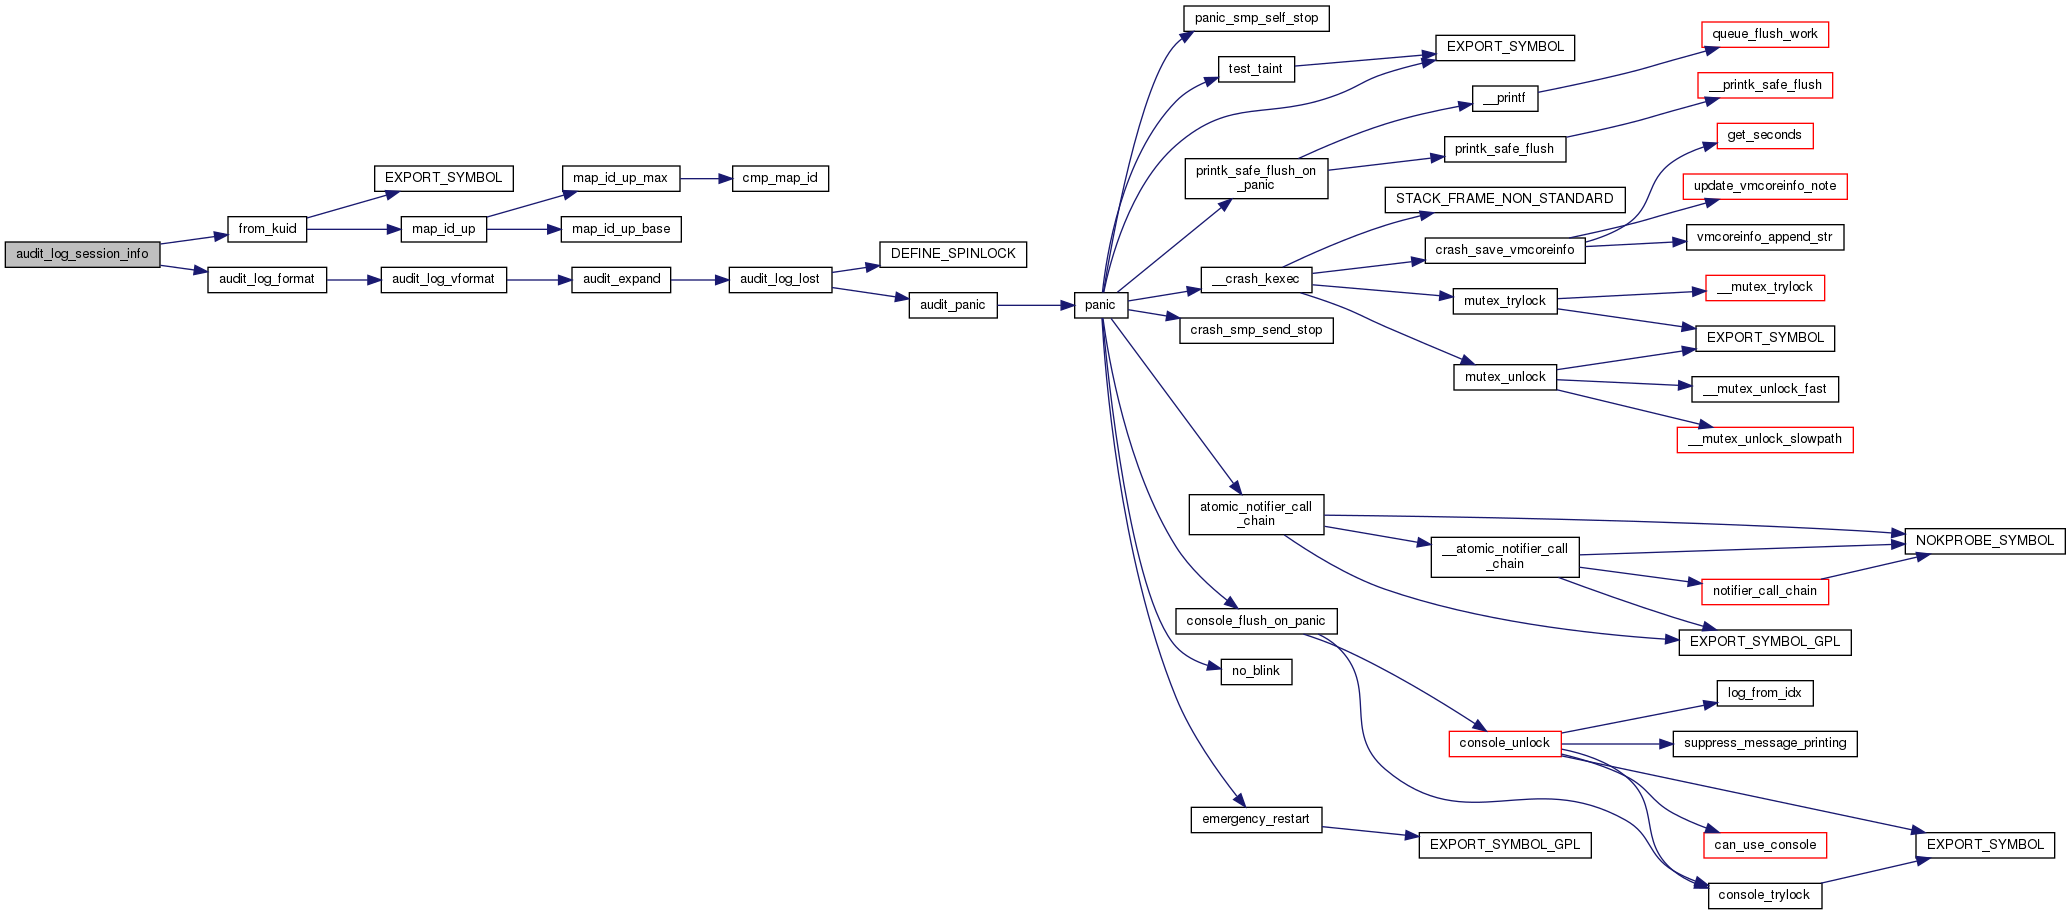 audit_log_session_info
from_kuid
audit_log_format
EXPORT_SYMBOL
map_id_up
audit_log_vformat
map_id_up_max
map_id_up_base
audit_expand
cmp_map_id
audit_log_lost
DEFINE_SPINLOCK
audit_panic
panic
panic_smp_self_stop
test_taint
EXPORT_SYMBOL
printk_safe_flush_on
_panic
__printf
queue_flush_work
printk_safe_flush
__printk_safe_flush
__crash_kexec
STACK_FRAME_NON_STANDARD
crash_save_vmcoreinfo
get_seconds
update_vmcoreinfo_note
vmcoreinfo_append_str
mutex_trylock
__mutex_trylock
EXPORT_SYMBOL
mutex_unlock
__mutex_unlock_fast
__mutex_unlock_slowpath
crash_smp_send_stop
atomic_notifier_call
_chain
__atomic_notifier_call
_chain
NOKPROBE_SYMBOL
notifier_call_chain
EXPORT_SYMBOL_GPL
console_flush_on_panic
no_blink
console_unlock
log_from_idx
suppress_message_printing
can_use_console
EXPORT_SYMBOL
console_trylock
emergency_restart
EXPORT_SYMBOL_GPL